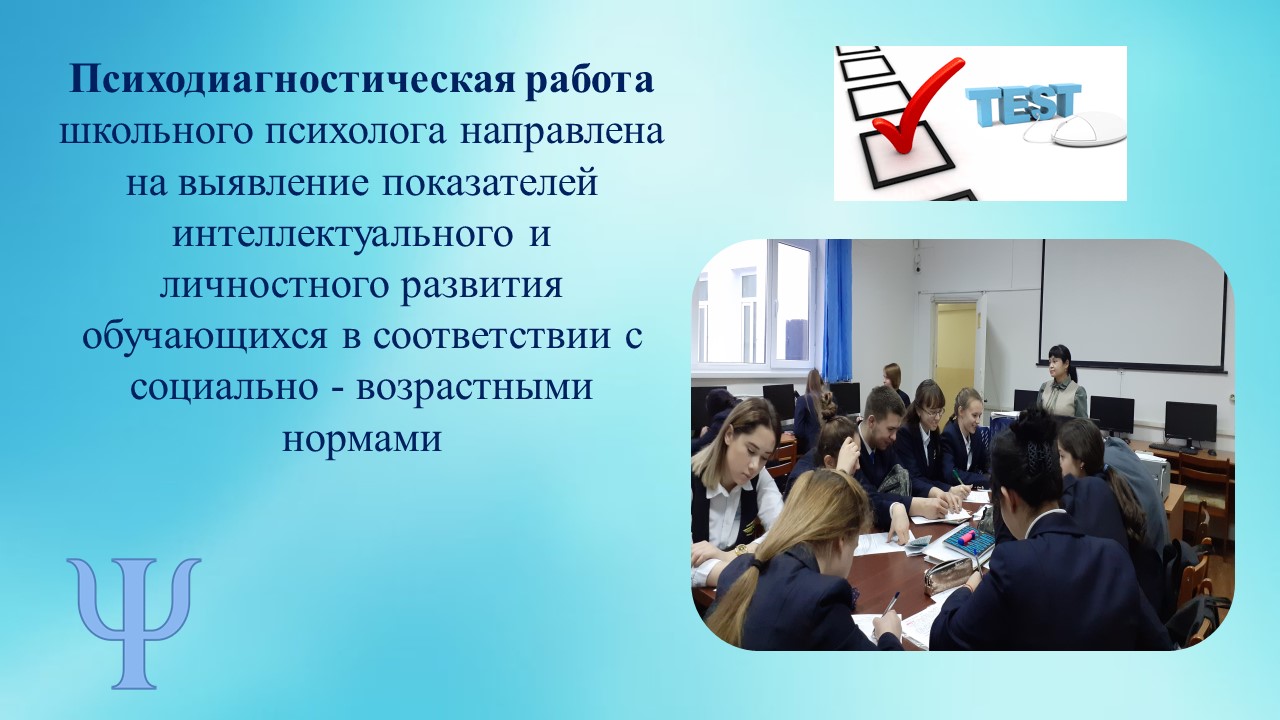 Психодиагностическая работа
школьного психолога направлена
на выявление показателей
интеллектуального и
личностного развития
обучающихся в соответствии с
социально - возрастными
нормами
TEST
Ψ